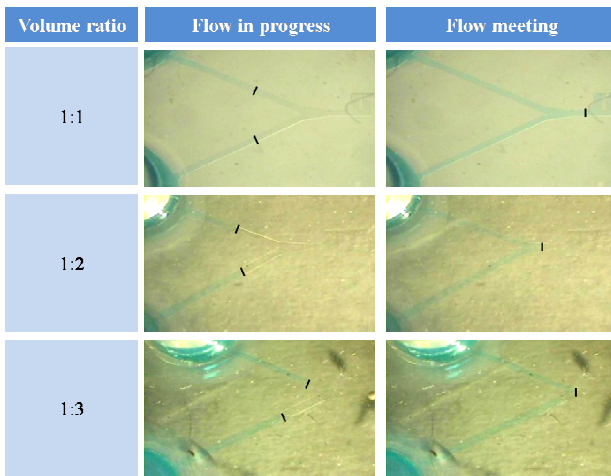 Volume ratio
Flow in progress
Flow meeting
1:1
1:2
1:3